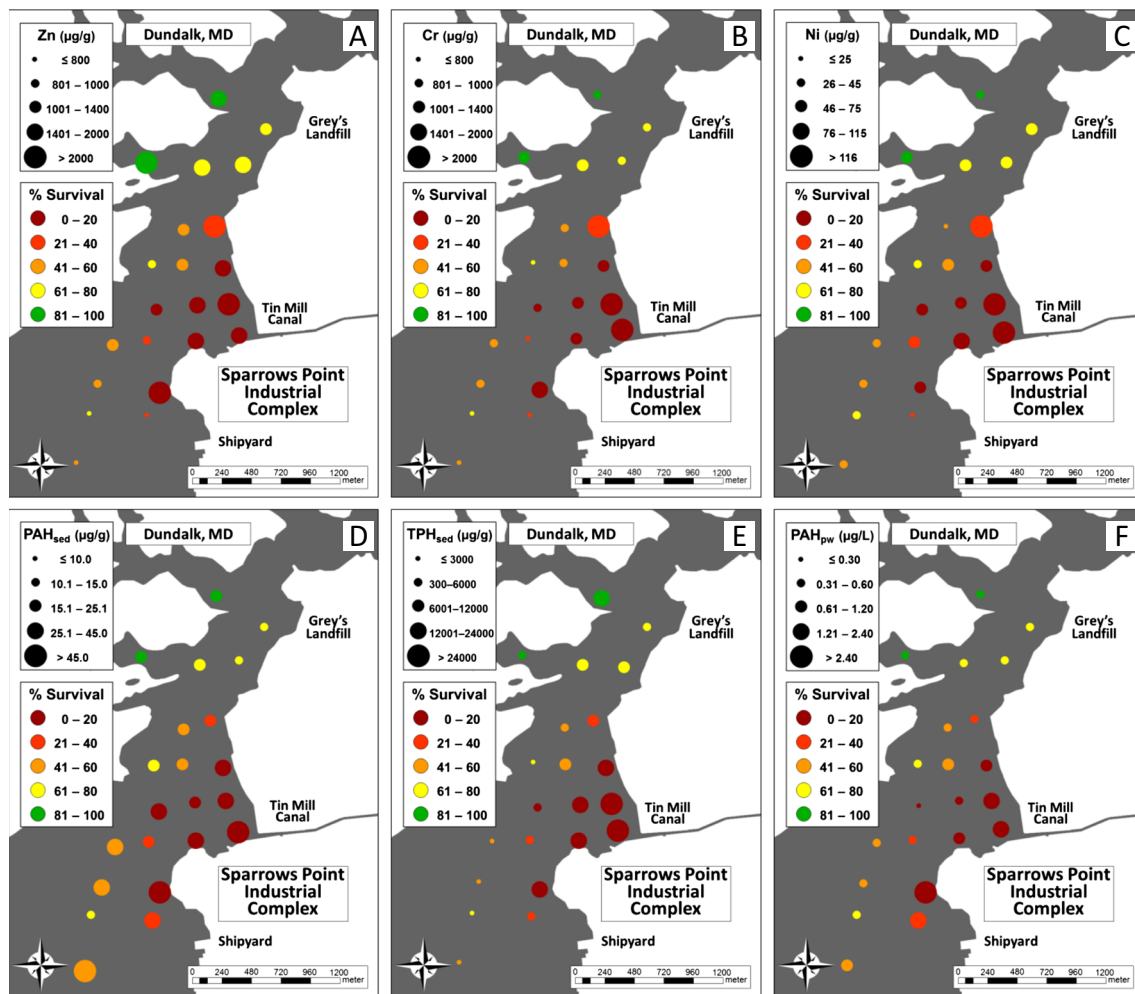 Zn (µg/g)
≤ 800
801 – 1000
1001 – 1400
1401 – 2000
> 2000
Dundalk, MD
A
Grey's
Landfill
% Survival
0 – 20
21 – 40
41 – 60
61 – 80
81 – 100
Tin Mill
Canal
Sparrows Point
Industrial
Complex
Shipyard
0 240 480 720 960 1200
meter
Cr (µg/g)
≤ 800
801 – 1000
1001 – 1400
1401 – 2000
> 2000
Dundalk, MD
B
Grey's
Landfill
% Survival
0 – 20
21 – 40
41 – 60
61 – 80
81 – 100
Tin Mill
Canal
Sparrows Point
Industrial
Complex
Shipyard
0 240 480 720 960 1200
meter
Ni (µg/g)
≤ 25
26 – 45
46 – 75
76 – 115
> 116
Dundalk, MD
C
Grey's
Landfill
% Survival
0 – 20
21 – 40
41 – 60
61 – 80
81 – 100
Tin Mill
Canal
Sparrows Point
Industrial
Complex
Shipyard
0 240 480 720 960 1200
meter
PAHsed (µg/g)
≤ 10.0
10.1 – 15.0
15.1 – 25.1
25.1 – 45.0
> 45.0
Dundalk, MD
D
Grey's
Landfill
% Survival
0 – 20
21 – 40
41 – 60
61 – 80
81 – 100
Tin Mill
Canal
Sparrows Point
Industrial
Complex
Shipyard
0 240 480 720 960 1200
meter
TPHsed (µg/g)
≤ 3000
300–6000
6001–12000
12001–24000
> 24000
Dundalk, MD
E
Grey's
Landfill
% Survival
0 – 20
21 – 40
41 – 60
61 – 80
81 – 100
Tin Mill
Canal
Sparrows Point
Industrial
Complex
Shipyard
0 240 480 720 960 1200
meter
PAHpw (µg/L)
≤ 0.30
0.31 – 0.60
0.61 – 1.20
1.21 – 2.40
> 2.40
Dundalk, MD
F
Grey's
Landfill
% Survival
0 – 20
21 – 40
41 – 60
61 – 80
81 – 100
Tin Mill
Canal
Sparrows Point
Industrial
Complex
Shipyard
0 240 480 720 960 1200
meter